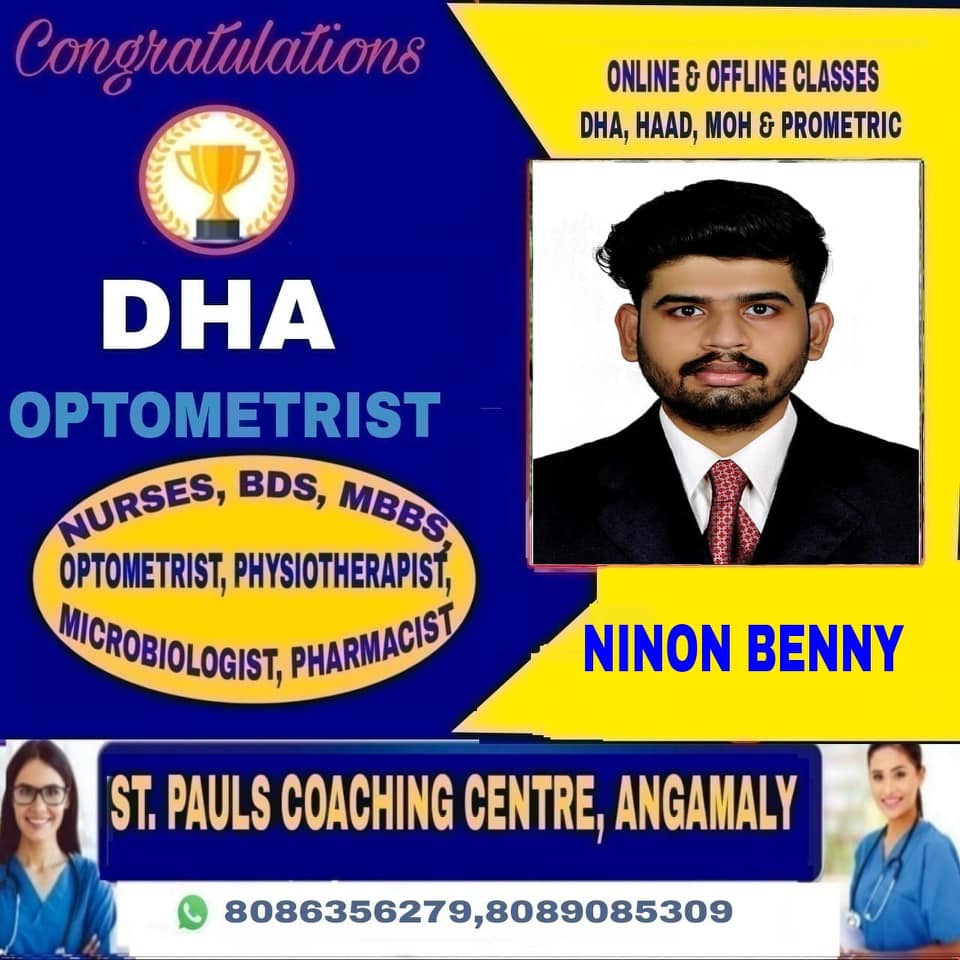 Congratulations
ONLINE & OFFLINE CLASSES
DHA, HAAD, MOH & PROMETRIC
DHA
OPTOMETRIST
NURSES, BDS, MBBS,
OPTOMETRIST, PHYSIOTHERAPIST,
MICROBIOLOGIST, PHARMACIST
NINON BENNY
ST. PAULS COACHING CENTRE, ANGAMALY
8086356279,8089085309